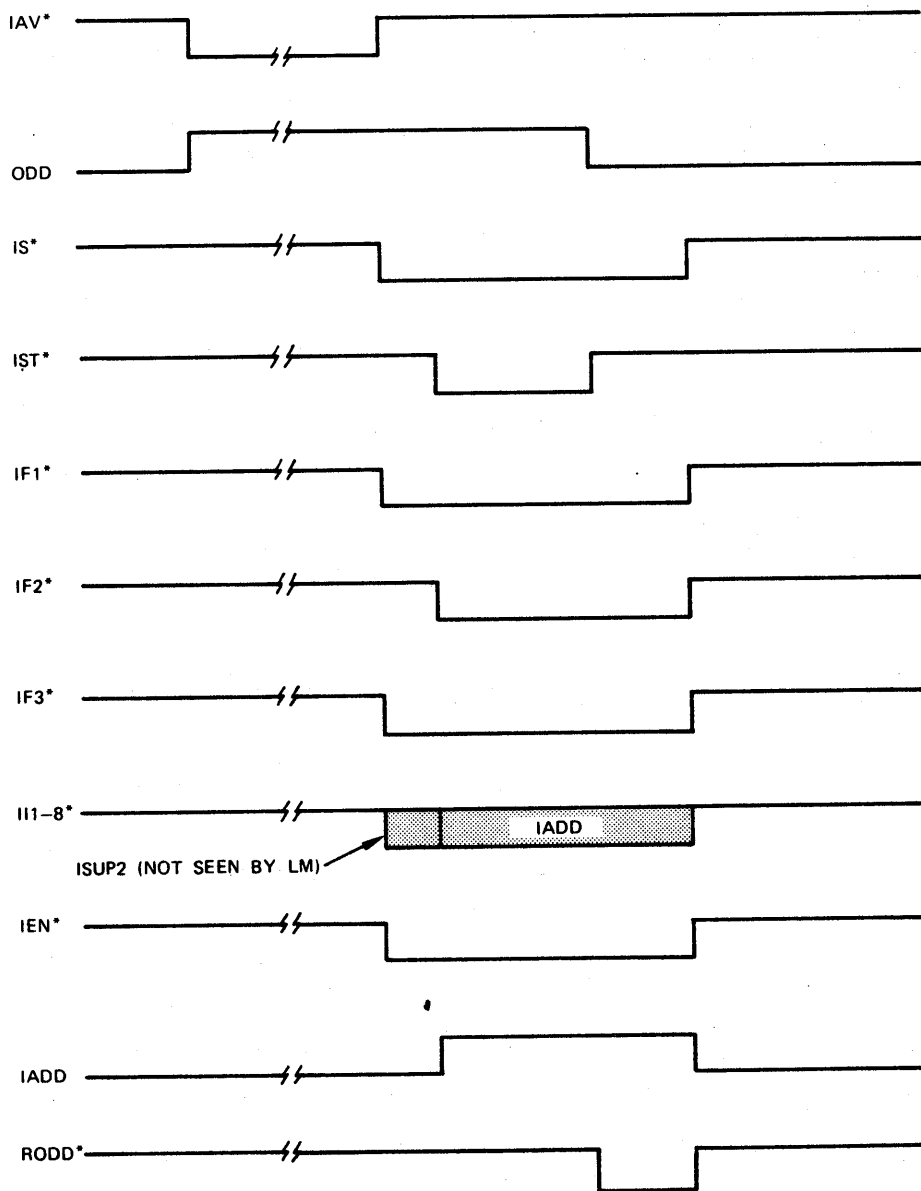 IAV*
ODD
IS*
IST*
IF1*
IF2*
IF3*
II1–8*
IADD
ISUP2 (NOT SEEN BY LM)
IEN*
IADD
RODD*